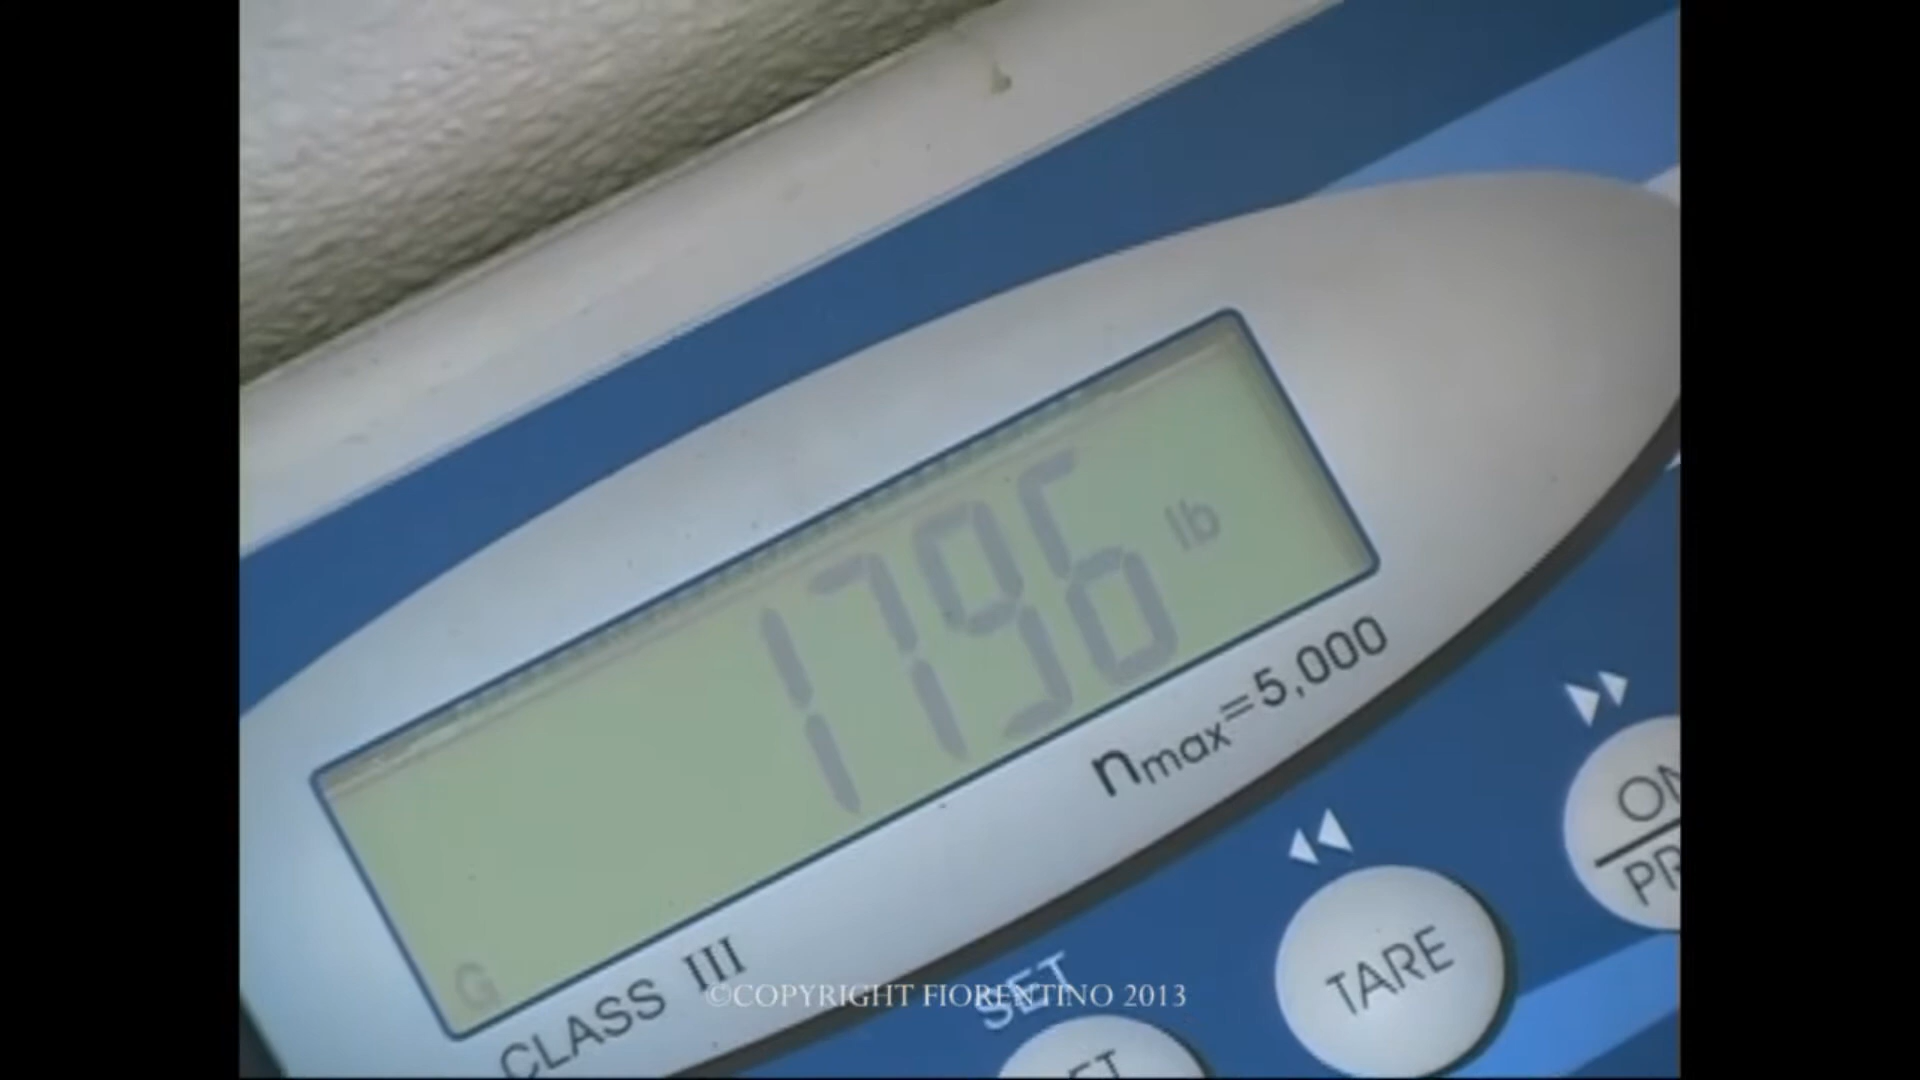 1796 lb
G
nmax=5,000
CLASS III
SET
TARE
©COPYRIGHT FIORENTINO 2013